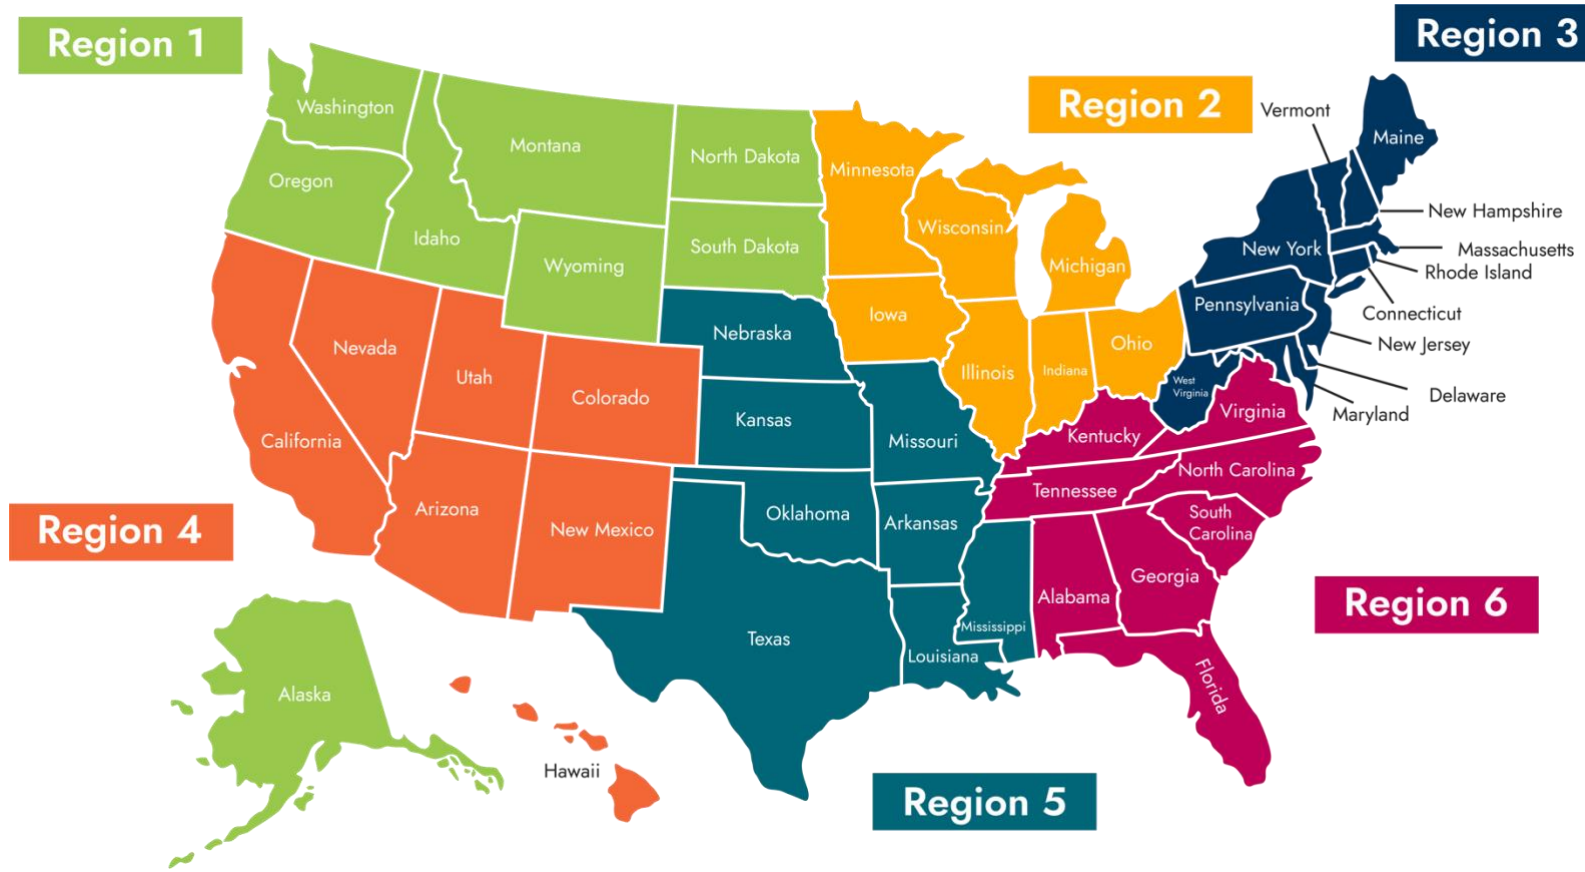 Region 1
Region 2
Region 3
Washington
Oregon
Idaho
Montana
Wyoming
North Dakota
South Dakota
Minnesota
Wisconsin
Michigan
Iowa
Illinois
Indiana
Ohio
Vermont
Maine
New Hampshire
New York
Massachusetts
Rhode Island
Pennsylvania
Connecticut
New Jersey
Delaware
Maryland
West
Virginia
Nevada
Utah
Colorado
California
Arizona
New Mexico
Region 4
Nebraska
Kansas
Missouri
Oklahoma
Arkansas
Texas
Louisiana
Mississippi
Kentucky
Virginia
Tennessee
North Carolina
South
Carolina
Alabama
Georgia
Florida
Region 6
Alaska
Hawaii
Region 5